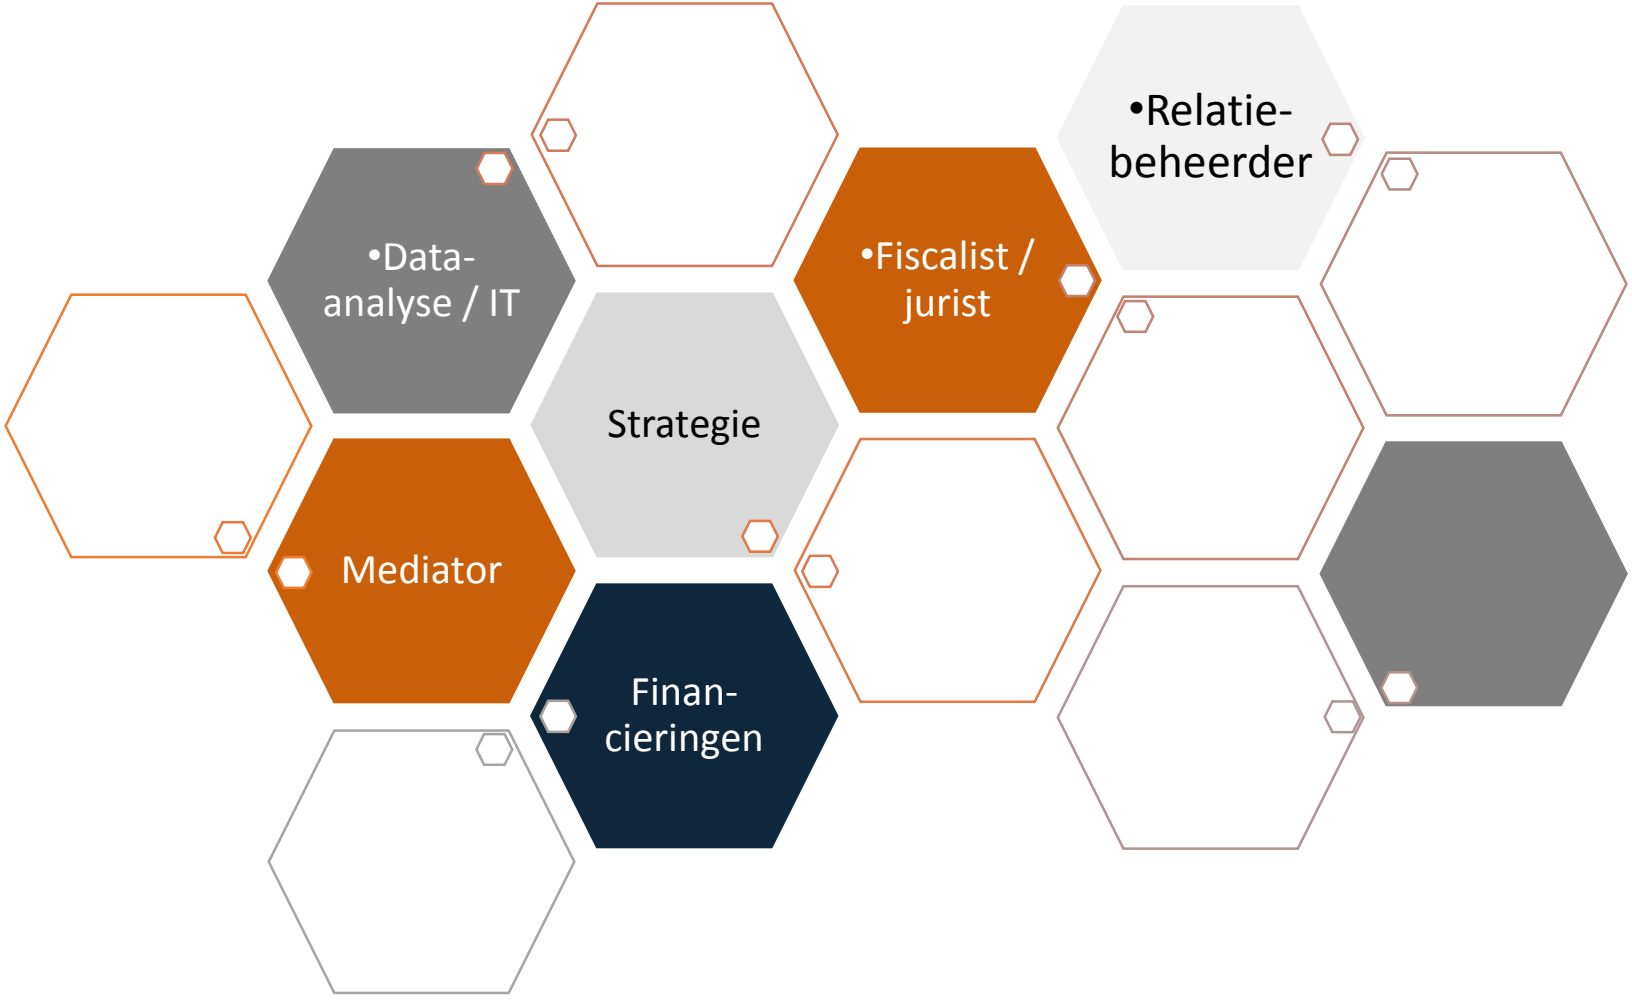 •Relatie-
beheerder
•Data-
analyse / IT
•Fiscalist /
jurist
Strategie
Mediator
Finan-
cieringen